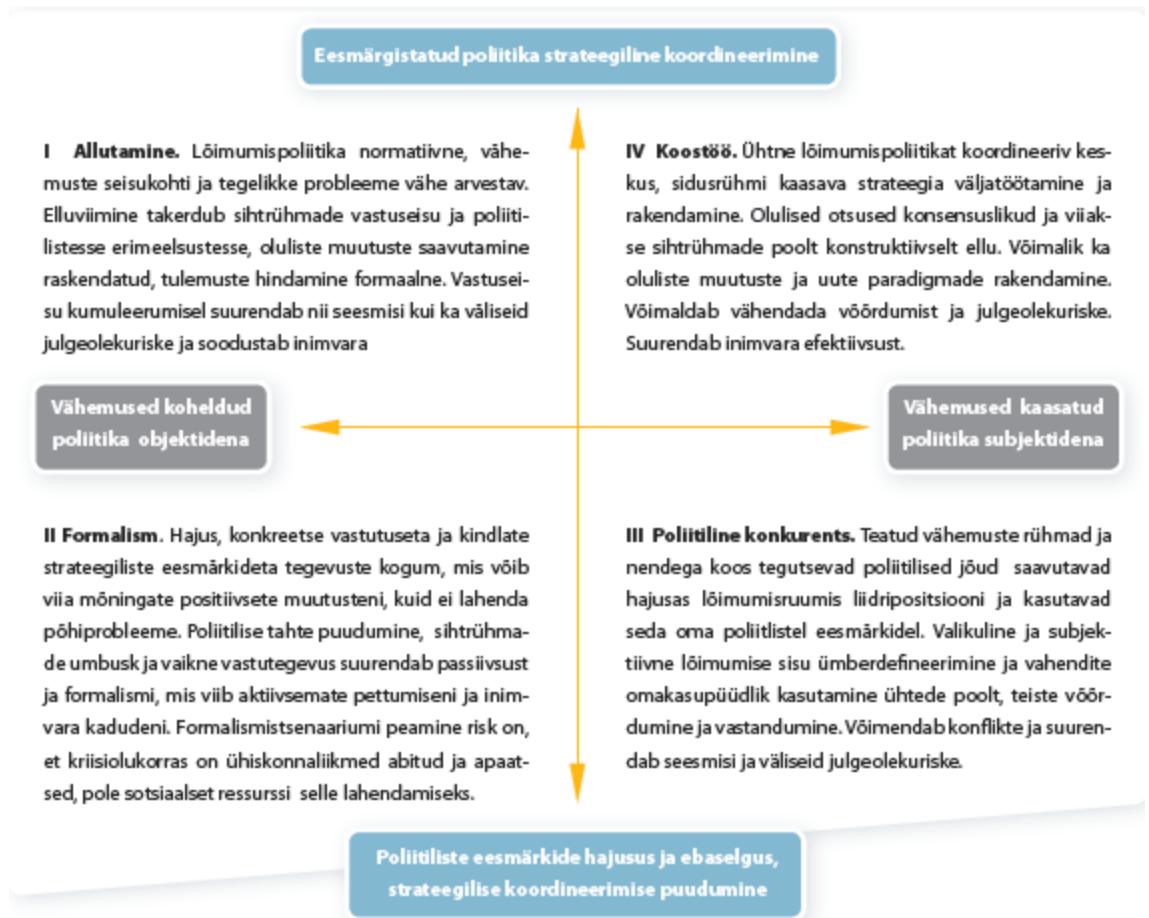 Eesmärgistatud poliitika strateegiline koordineerimine
I Allutamine. Lõimumispoliitika normatiivne, vähe-
muste seisukohti ja tegelikke probleeme vähe arvestav.
Elluviimine takerdub sihtrühmade vastuseisu ja poliiti-
listesse erimeelsustesse, oluliste muutuste saavutamine
raskendatud, tulemuste hindamine formaalne. Vastusei-
su kumuleerumisel suurendab nii seesmisi kui ka väliseid
julgeolekuriske ja soodustab inimvara
IV Koostöö. Ühtne lõimumispoliitikat koordineeriv kes-
kus, sidusrühmi kaasava strateegia väljatöötamine ja
rakendamine. Olulised otsused konsensuslikud ja viiak-
se sihtrühmade poolt konstruktiivselt ellu. Võimalik ka
oluliste muutuste ja uute paradigmade rakendamine.
Võimaldab vähendada võõrdumist ja julgeolekuriske.
Suurendab inimvara efektiivsust.
Vähemused koheldud
poliitika objektidena
Vähemused kaasatud
poliitika subjektidena
II Formalism. Hajus, konkreetse vastutuseta ja kindlate
strateegiliste eesmärkideta tegevuste kogum, mis võib
viia mõningate positiivsete muutusteni, kuid ei lahenda
põhiprobleeme. Poliitilise tahte puudumine, sihtrühma-
de umbusk ja vaikne vastutegevus suurendab passiivsust
ja formalismi, mis viib aktiivsemate pettumiseni ja inim-
vara kadudeni. Formalismistsenaariumi peamine risk on,
et kriisiolukorras on ühiskonnaliikmed abitud ja apaat-
sed, pole sotsiaalset ressurssi selle lahendamiseks.
III Poliitiline konkurents. Teatud vähemuste rühmad ja
nendega koos tegutsevad poliitilised jõud saavutavad
hajusas lõimumisruumis liidripositsiooni ja kasutavad
seda oma poliitlistel eesmärkidel. Valikuline ja subjek-
tiivne lõimumise sisu ümberdefineerimine ja vahendite
omakasupüüdlik kasutamine ühtede poolt, teiste võõr-
dumine ja vastandumine. Võimendab konflikte ja suuren-
dab seesmisi ja väliseid julgeolekuriske.
Poliitiliste eesmärkide hajusus ja ebaselgus,
strateegilise koordineerimise puudumine